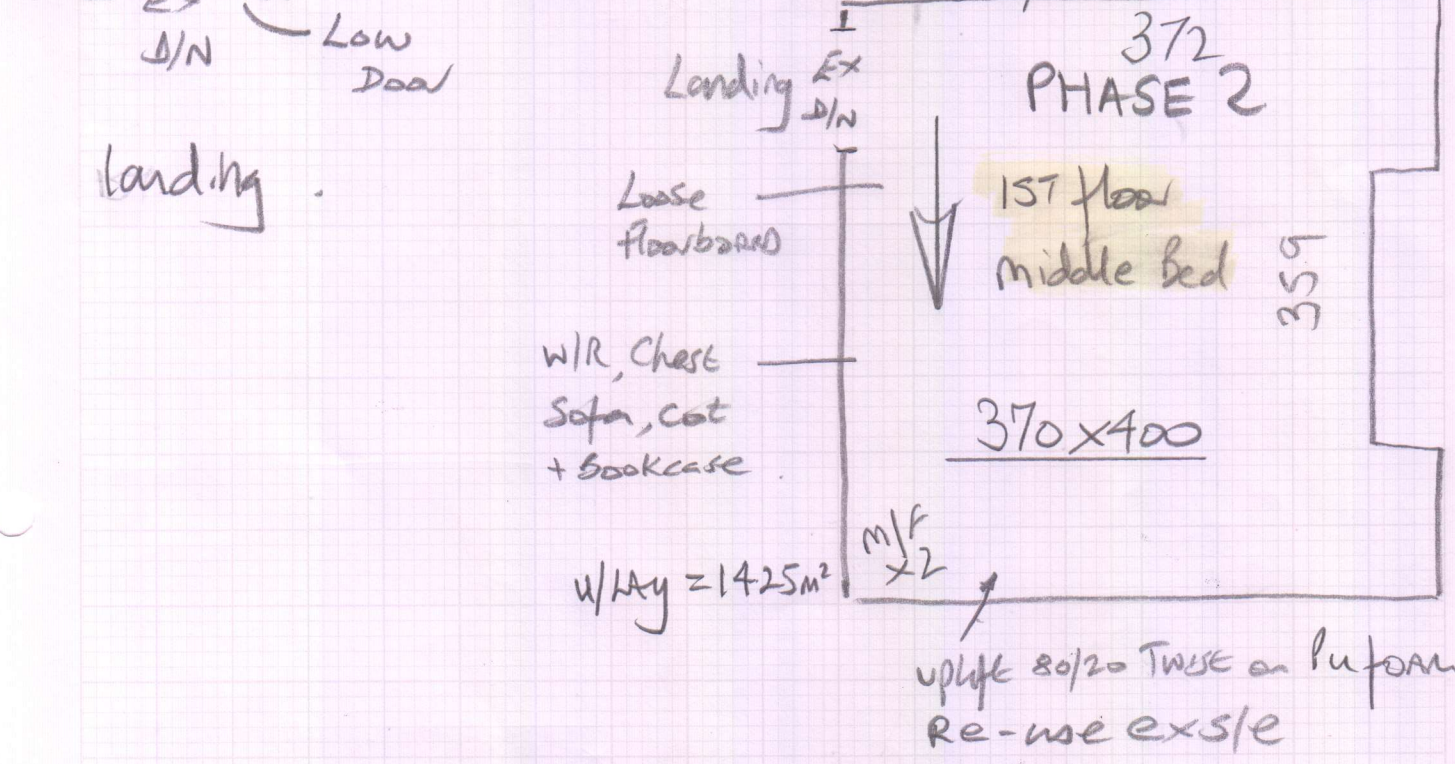 D/N
Low
Door
landing .
Landing
EX
D/N
372
PHASE 2
Loose
floorboard
1ST floor
middle Bed
359
W/R, Chest
Sofa, cot
+ Bookcase
370x400
M/F
x2
U/LAy = 14.25m²
uplift 80/20 Twist on Pu foam
Re-use ex s/e